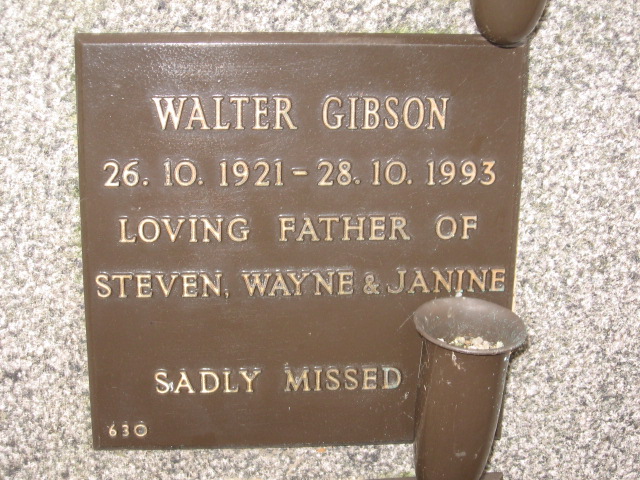 WALTER GIBSON
26. 10. 1921 - 28. 10. 1993
LOVING FATHER OF
STEVEN, WAYNE & JANINE
SADLY MISSED
630